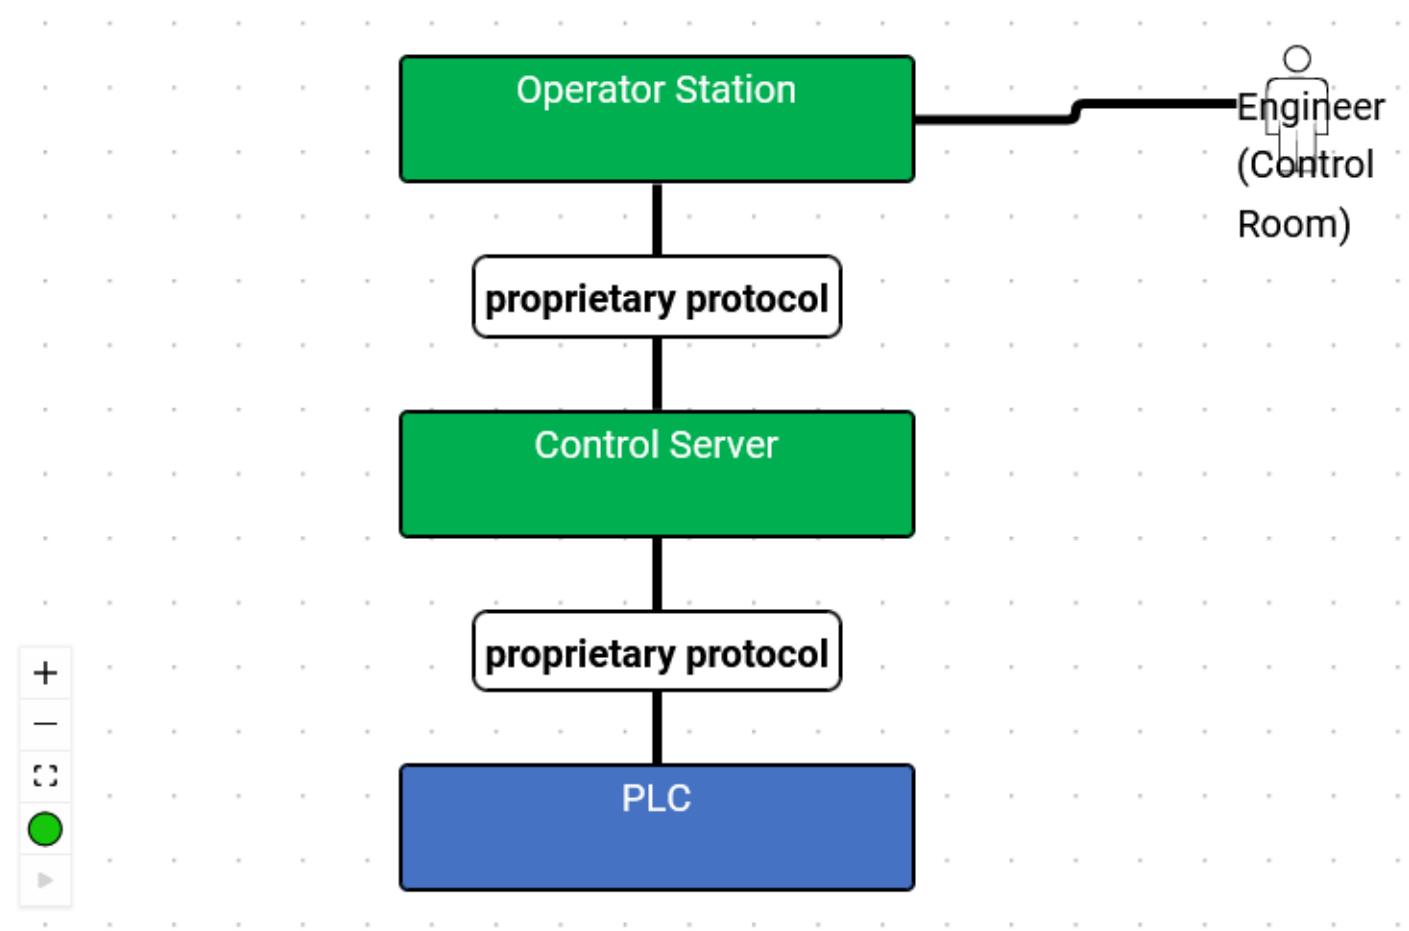 Operator Station
Engineer
(Control
Room)
proprietary protocol
Control Server
proprietary protocol
PLC